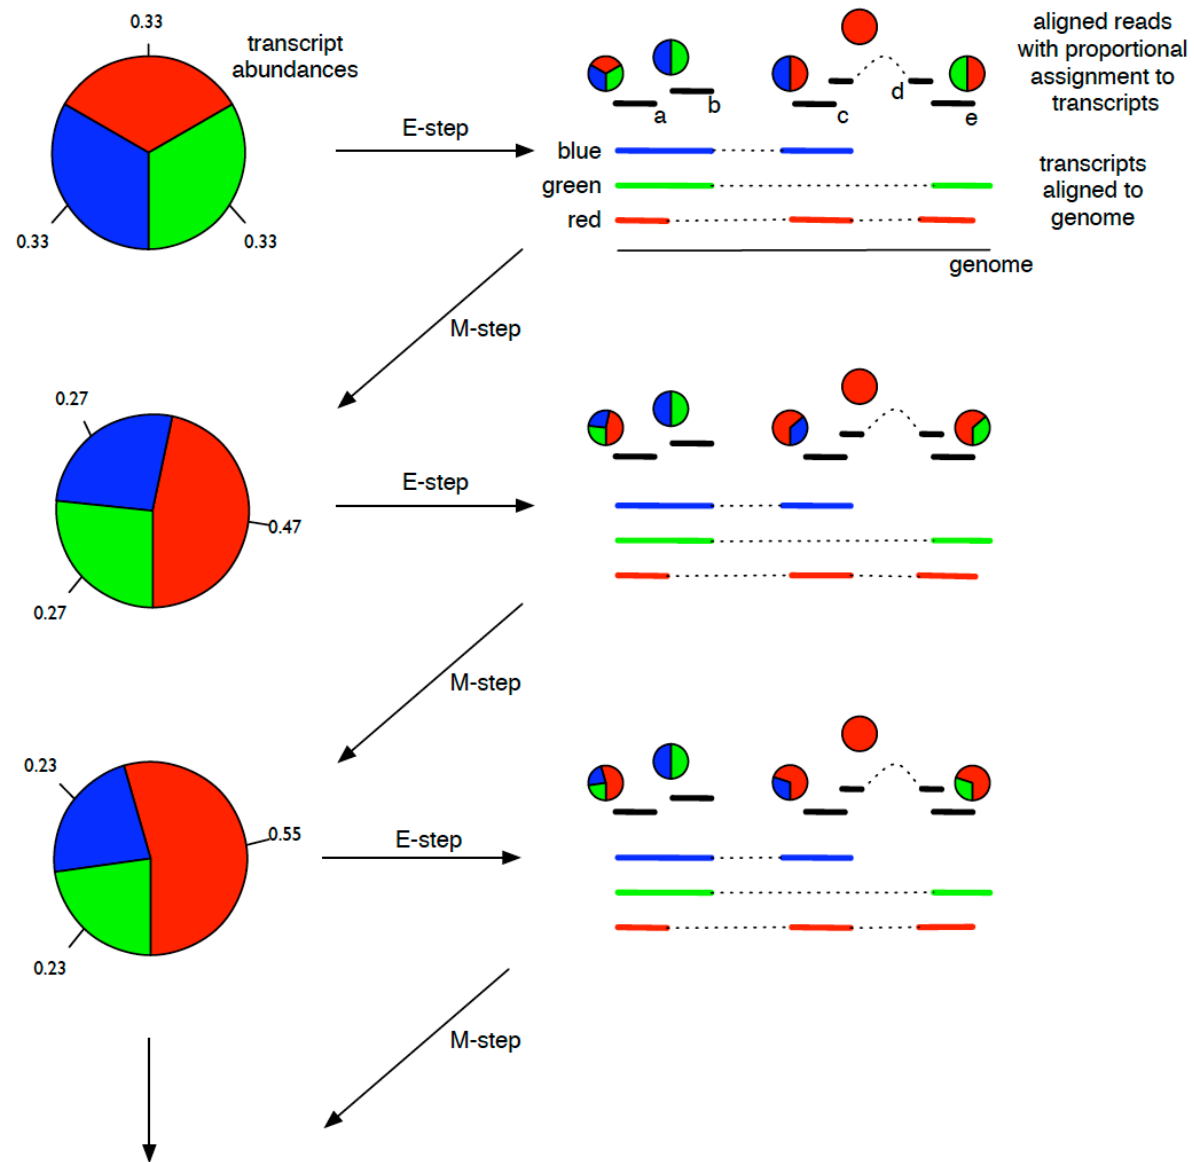 0.33
transcript
abundances
0.33
0.33
E-step
aligned reads
with proportional
assignment to
transcripts
a
b
c
d
e
blue
green
red
transcripts
aligned to
genome
genome
M-step
0.27
0.47
0.27
E-step
M-step
0.23
0.55
0.23
E-step
M-step